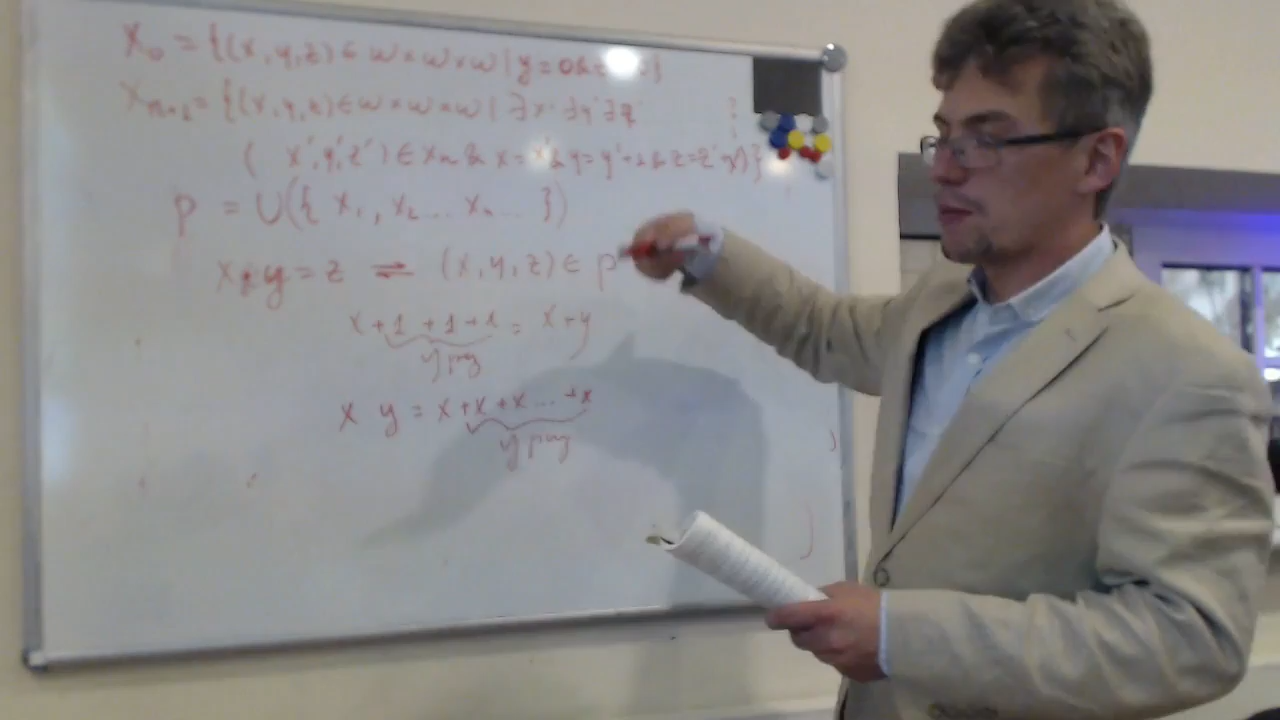 X₀ = {(x, y, z) ∈ ω × ω × ω | y = 0 &
Xₙ₊₁ = {(x, y, z) ∈ ω × ω × ω | ∃x' ∃y' ∃
(x', y', z') ∈ Xₙ & x = x' & y = y' + 1 & z = z'
p = U({ X₁, X₂ ... Xₙ ... })
x + y = z ⇌ (x, y, z) ∈ p
x + 1 + 1 + 1 = x + y
y раз
x y = x + x + x ... + x
y раз